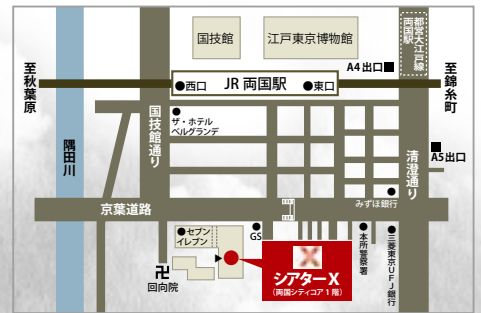 国技館
江戸東京博物館
都営大江戸線
両国駅
A4出口
至秋葉原
西口
JR 両国駅
東口
至錦糸町
ザ・ホテル
ベルグランデ
国技館通り
隅田川
清澄通り
A5出口
みずほ銀行
京葉道路
セブン
イレブン
GS
回向院
シアターX
(両国シティコア1階)
本所警察署
三菱東京UFJ銀行